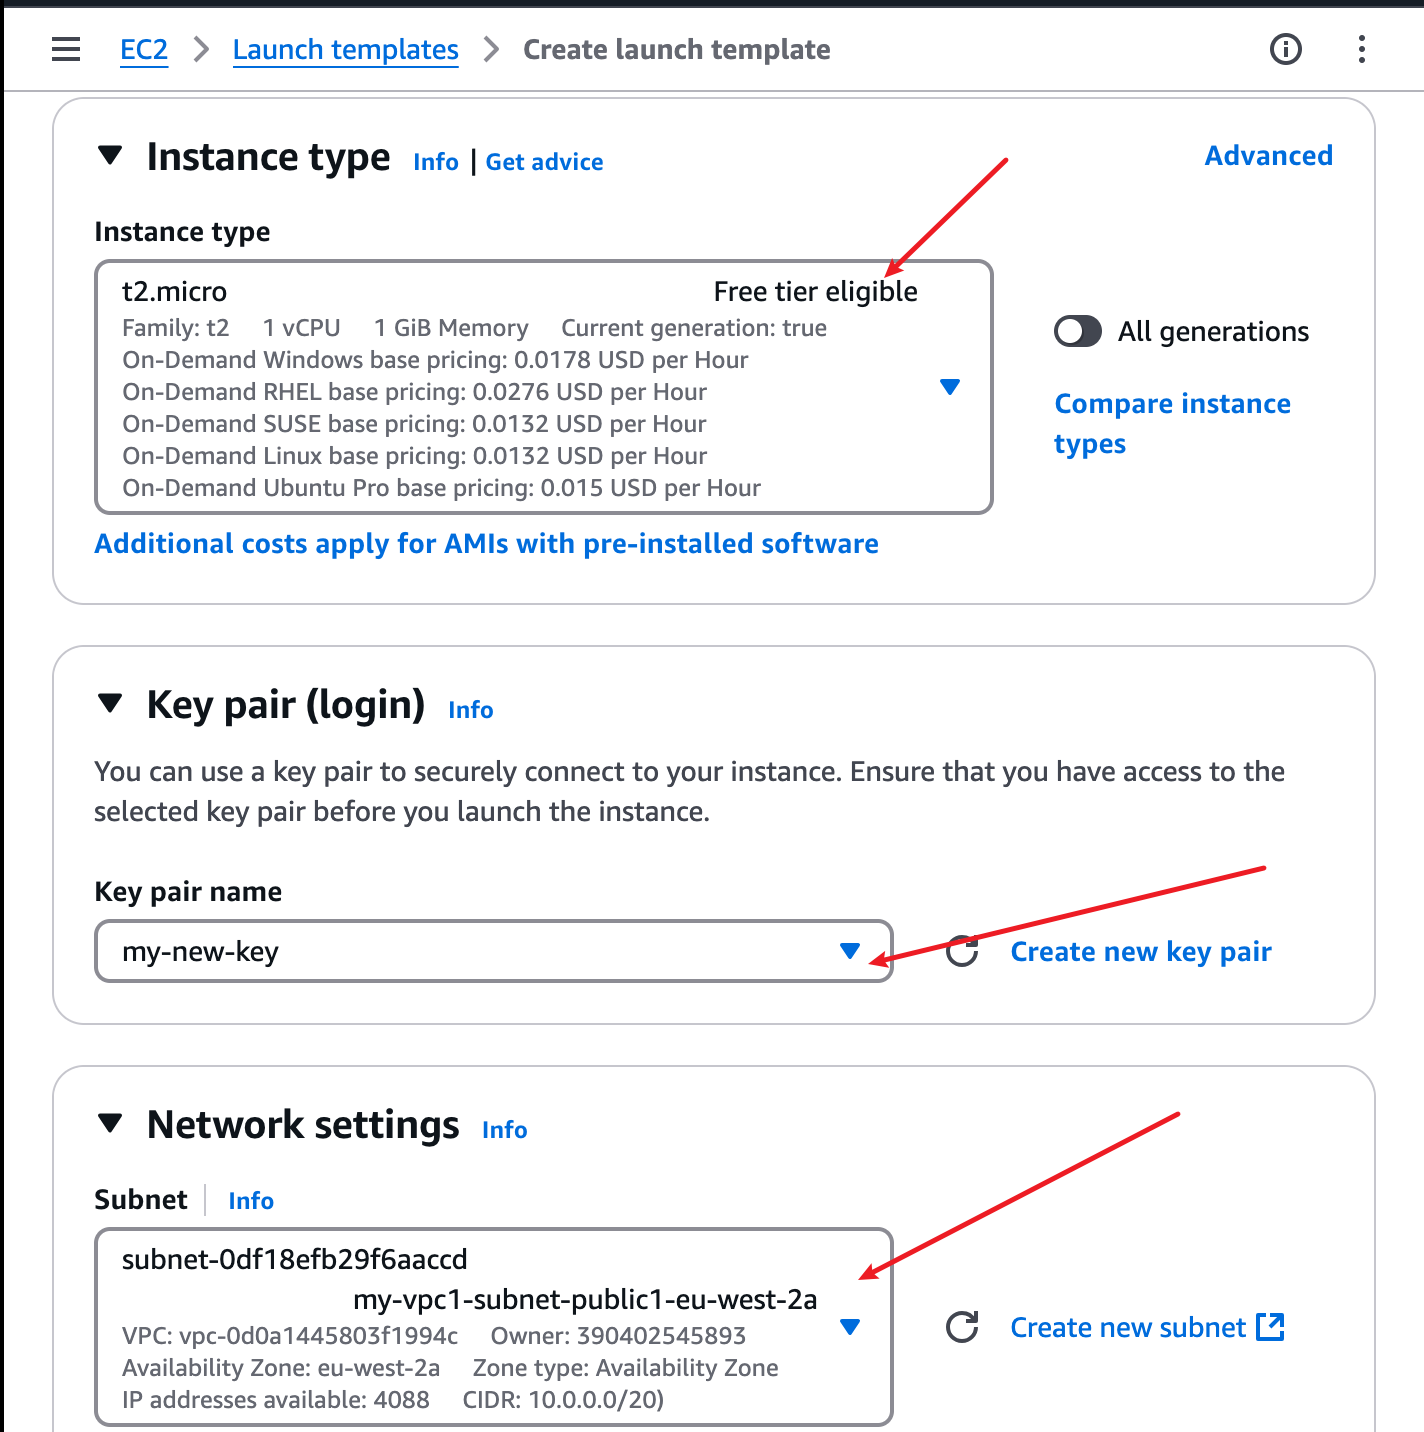 EC2 > Launch templates > Create launch template
Instance type Info | Get advice Advanced
Instance type
t2.micro Free tier eligible
Family: t2 1 vCPU 1 GiB Memory Current generation: true
On-Demand Windows base pricing: 0.0178 USD per Hour
On-Demand RHEL base pricing: 0.0276 USD per Hour
On-Demand SUSE base pricing: 0.0132 USD per Hour
On-Demand Linux base pricing: 0.0132 USD per Hour
On-Demand Ubuntu Pro base pricing: 0.015 USD per Hour
All generations
Compare instance
types
Additional costs apply for AMIs with pre-installed software
Key pair (login) Info
You can use a key pair to securely connect to your instance. Ensure that you have access to the
selected key pair before you launch the instance.
Key pair name
my-new-key
Create new key pair
Network settings Info
Subnet Info
subnet-0df18efb29f6aaccd
my-vpc1-subnet-public1-eu-west-2a
VPC: vpc-0d0a1445803f1994c Owner: 390402545893
Availability Zone: eu-west-2a Zone type: Availability Zone
IP addresses available: 4088 CIDR: 10.0.0.0/20)
Create new subnet